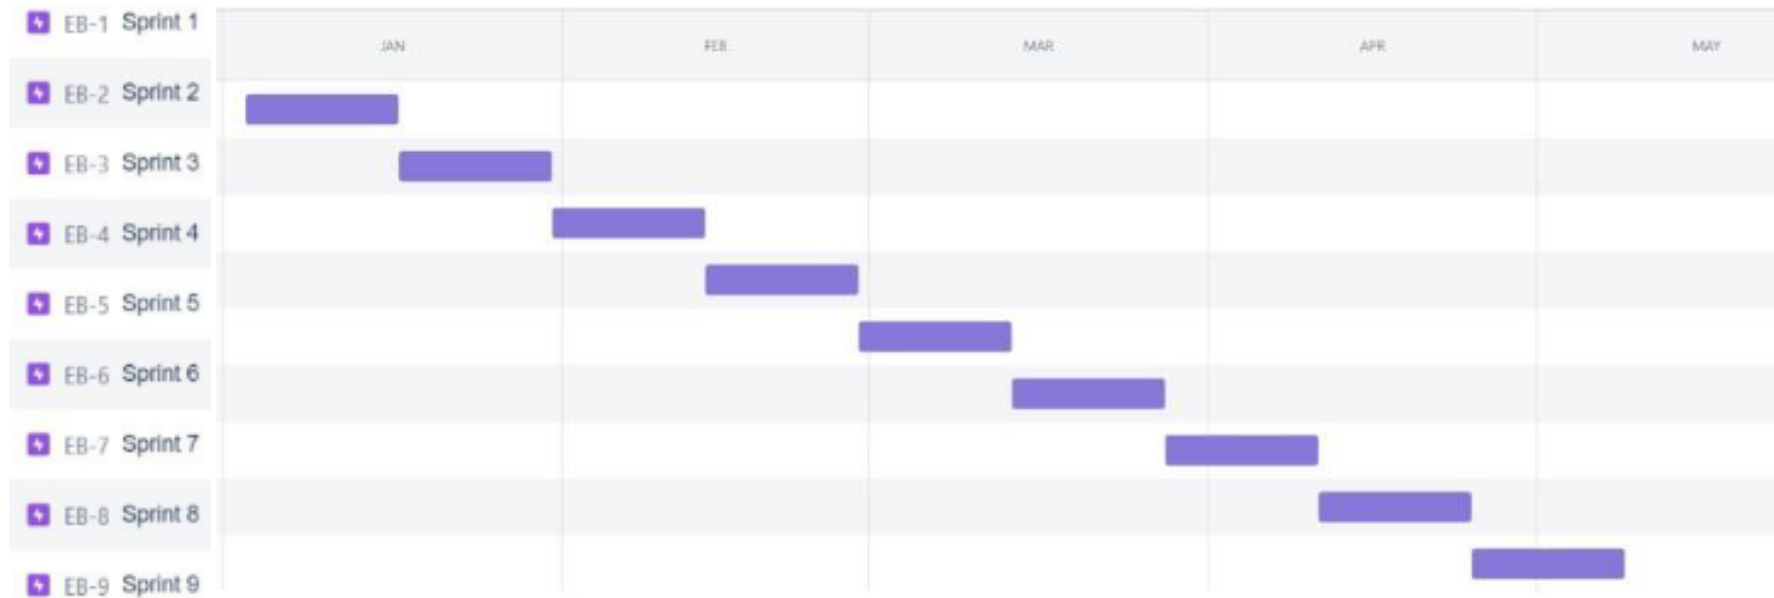 EB-1 Sprint 1
JAN FEB MAR APR MAY
EB-2 Sprint 2
EB-3 Sprint 3
EB-4 Sprint 4
EB-5 Sprint 5
EB-6 Sprint 6
EB-7 Sprint 7
EB-8 Sprint 8
EB-9 Sprint 9